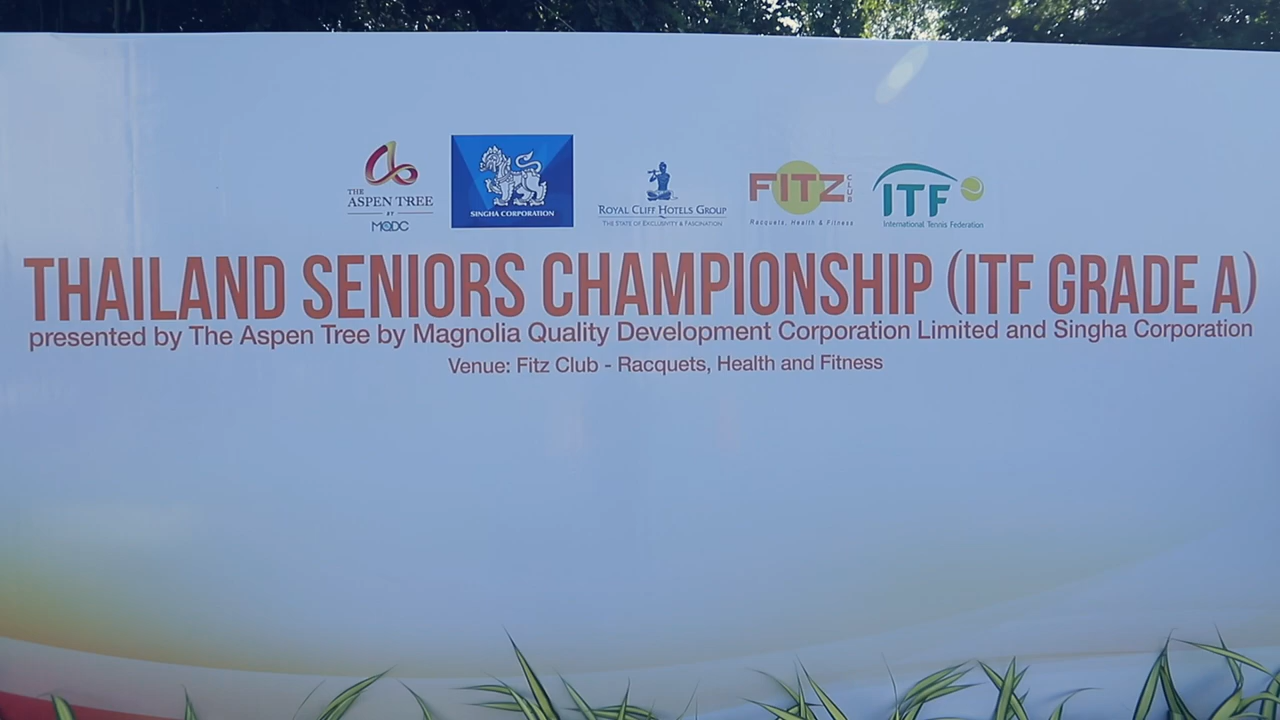 THE
ASPEN TREE
BY
MQDC
SINGHA CORPORATION
ROYAL CLIFF HOTELS GROUP
THE STATE OF EXCLUSIVITY & FASCINATION
FITZ CLUB
Racquets, Health & Fitness
ITF
International Tennis Federation
THAILAND SENIORS CHAMPIONSHIP (ITF GRADE A)
presented by The Aspen Tree by Magnolia Quality Development Corporation Limited and Singha Corporation
Venue: Fitz Club - Racquets, Health and Fitness